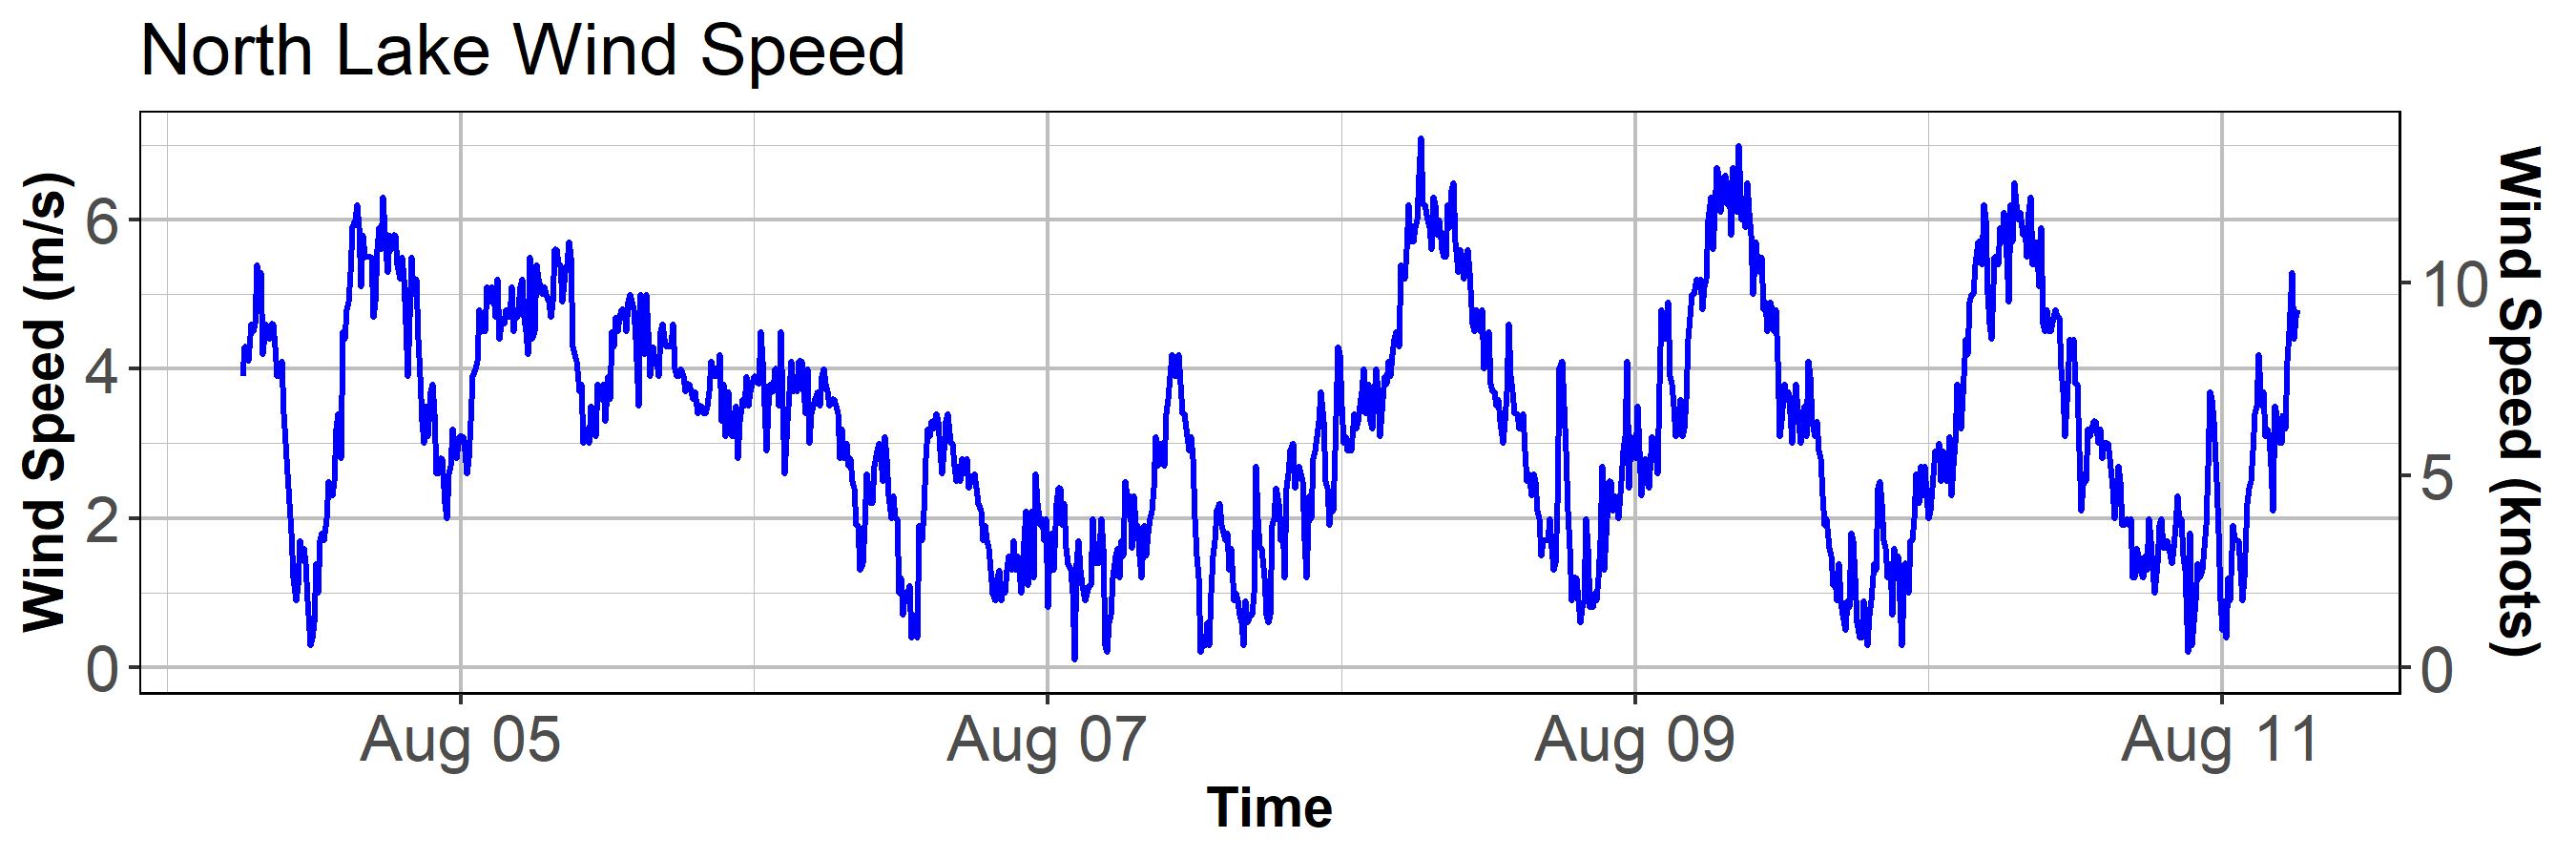 North Lake Wind Speed
Wind Speed (m/s)
6
4
2
0
Wind Speed (knots)
10
5
0
Aug 05
Aug 07
Aug 09
Aug 11
Time